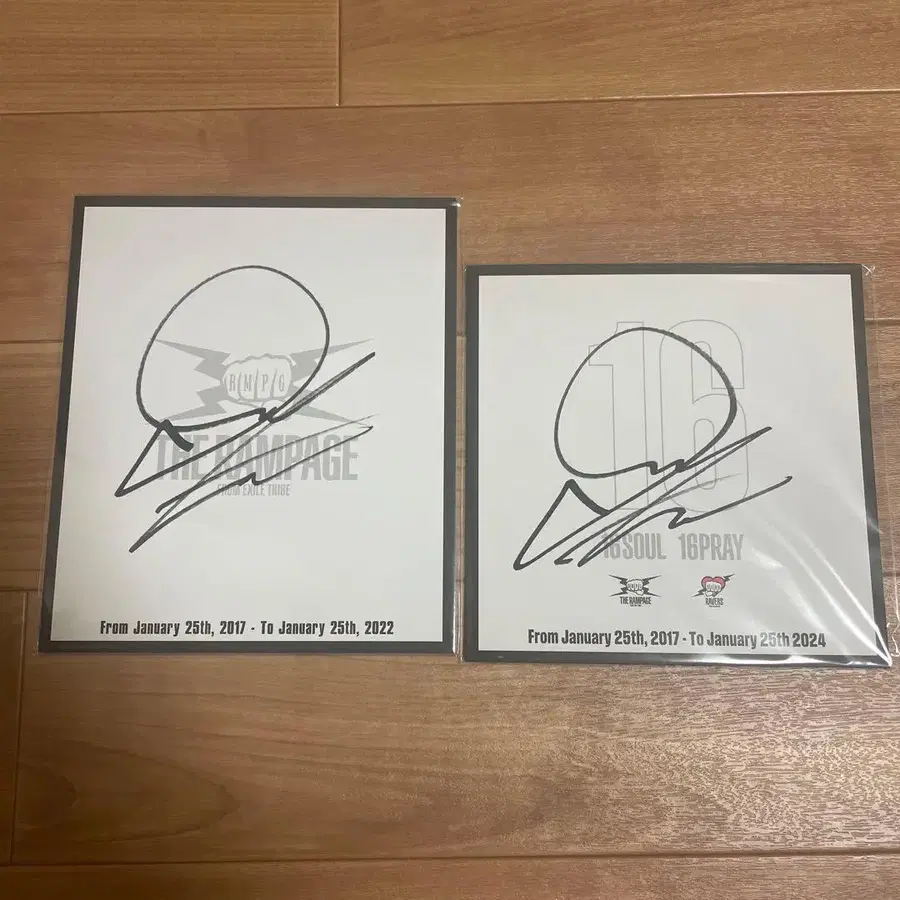 R/M/P/G
THE RAMPAGE
FROM EXILE TRIBE
From January 25th, 2017 - To January 25th, 2022
16
16SOUL 16PRAY
THE RAMPAGE
RAVERS
From January 25th, 2017 - To January 25th 2024